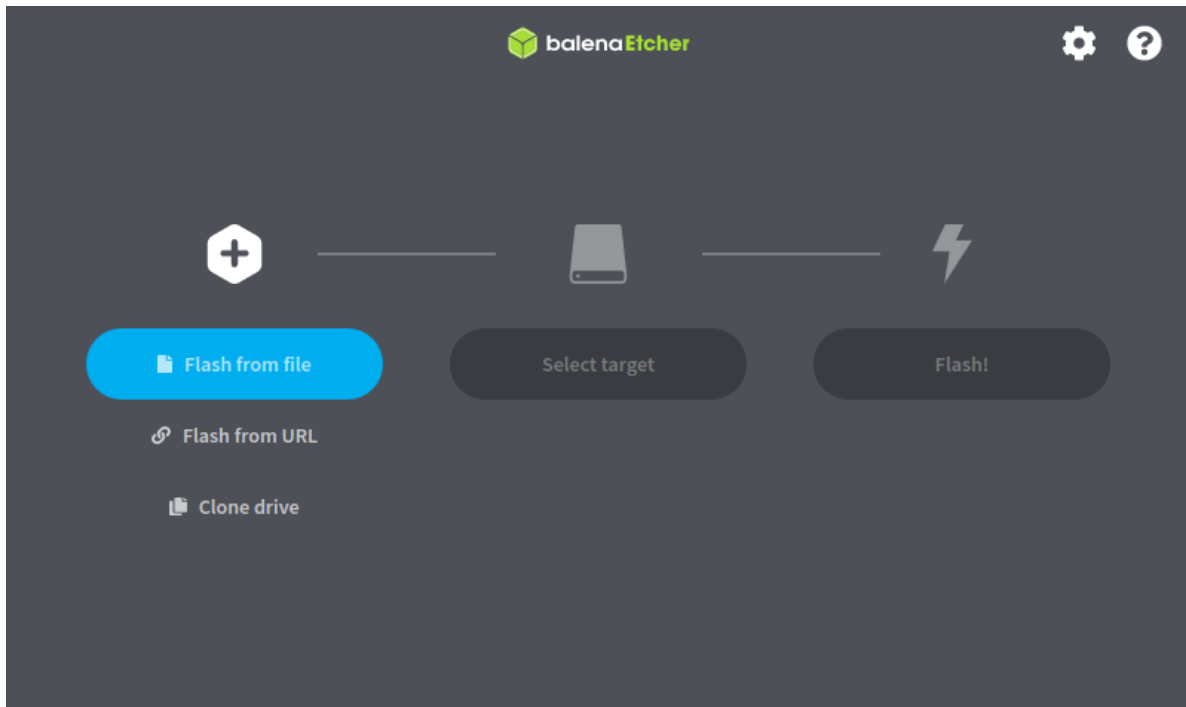 balenaEtcher
Flash from file
Select target
Flash!
Flash from URL
Clone drive